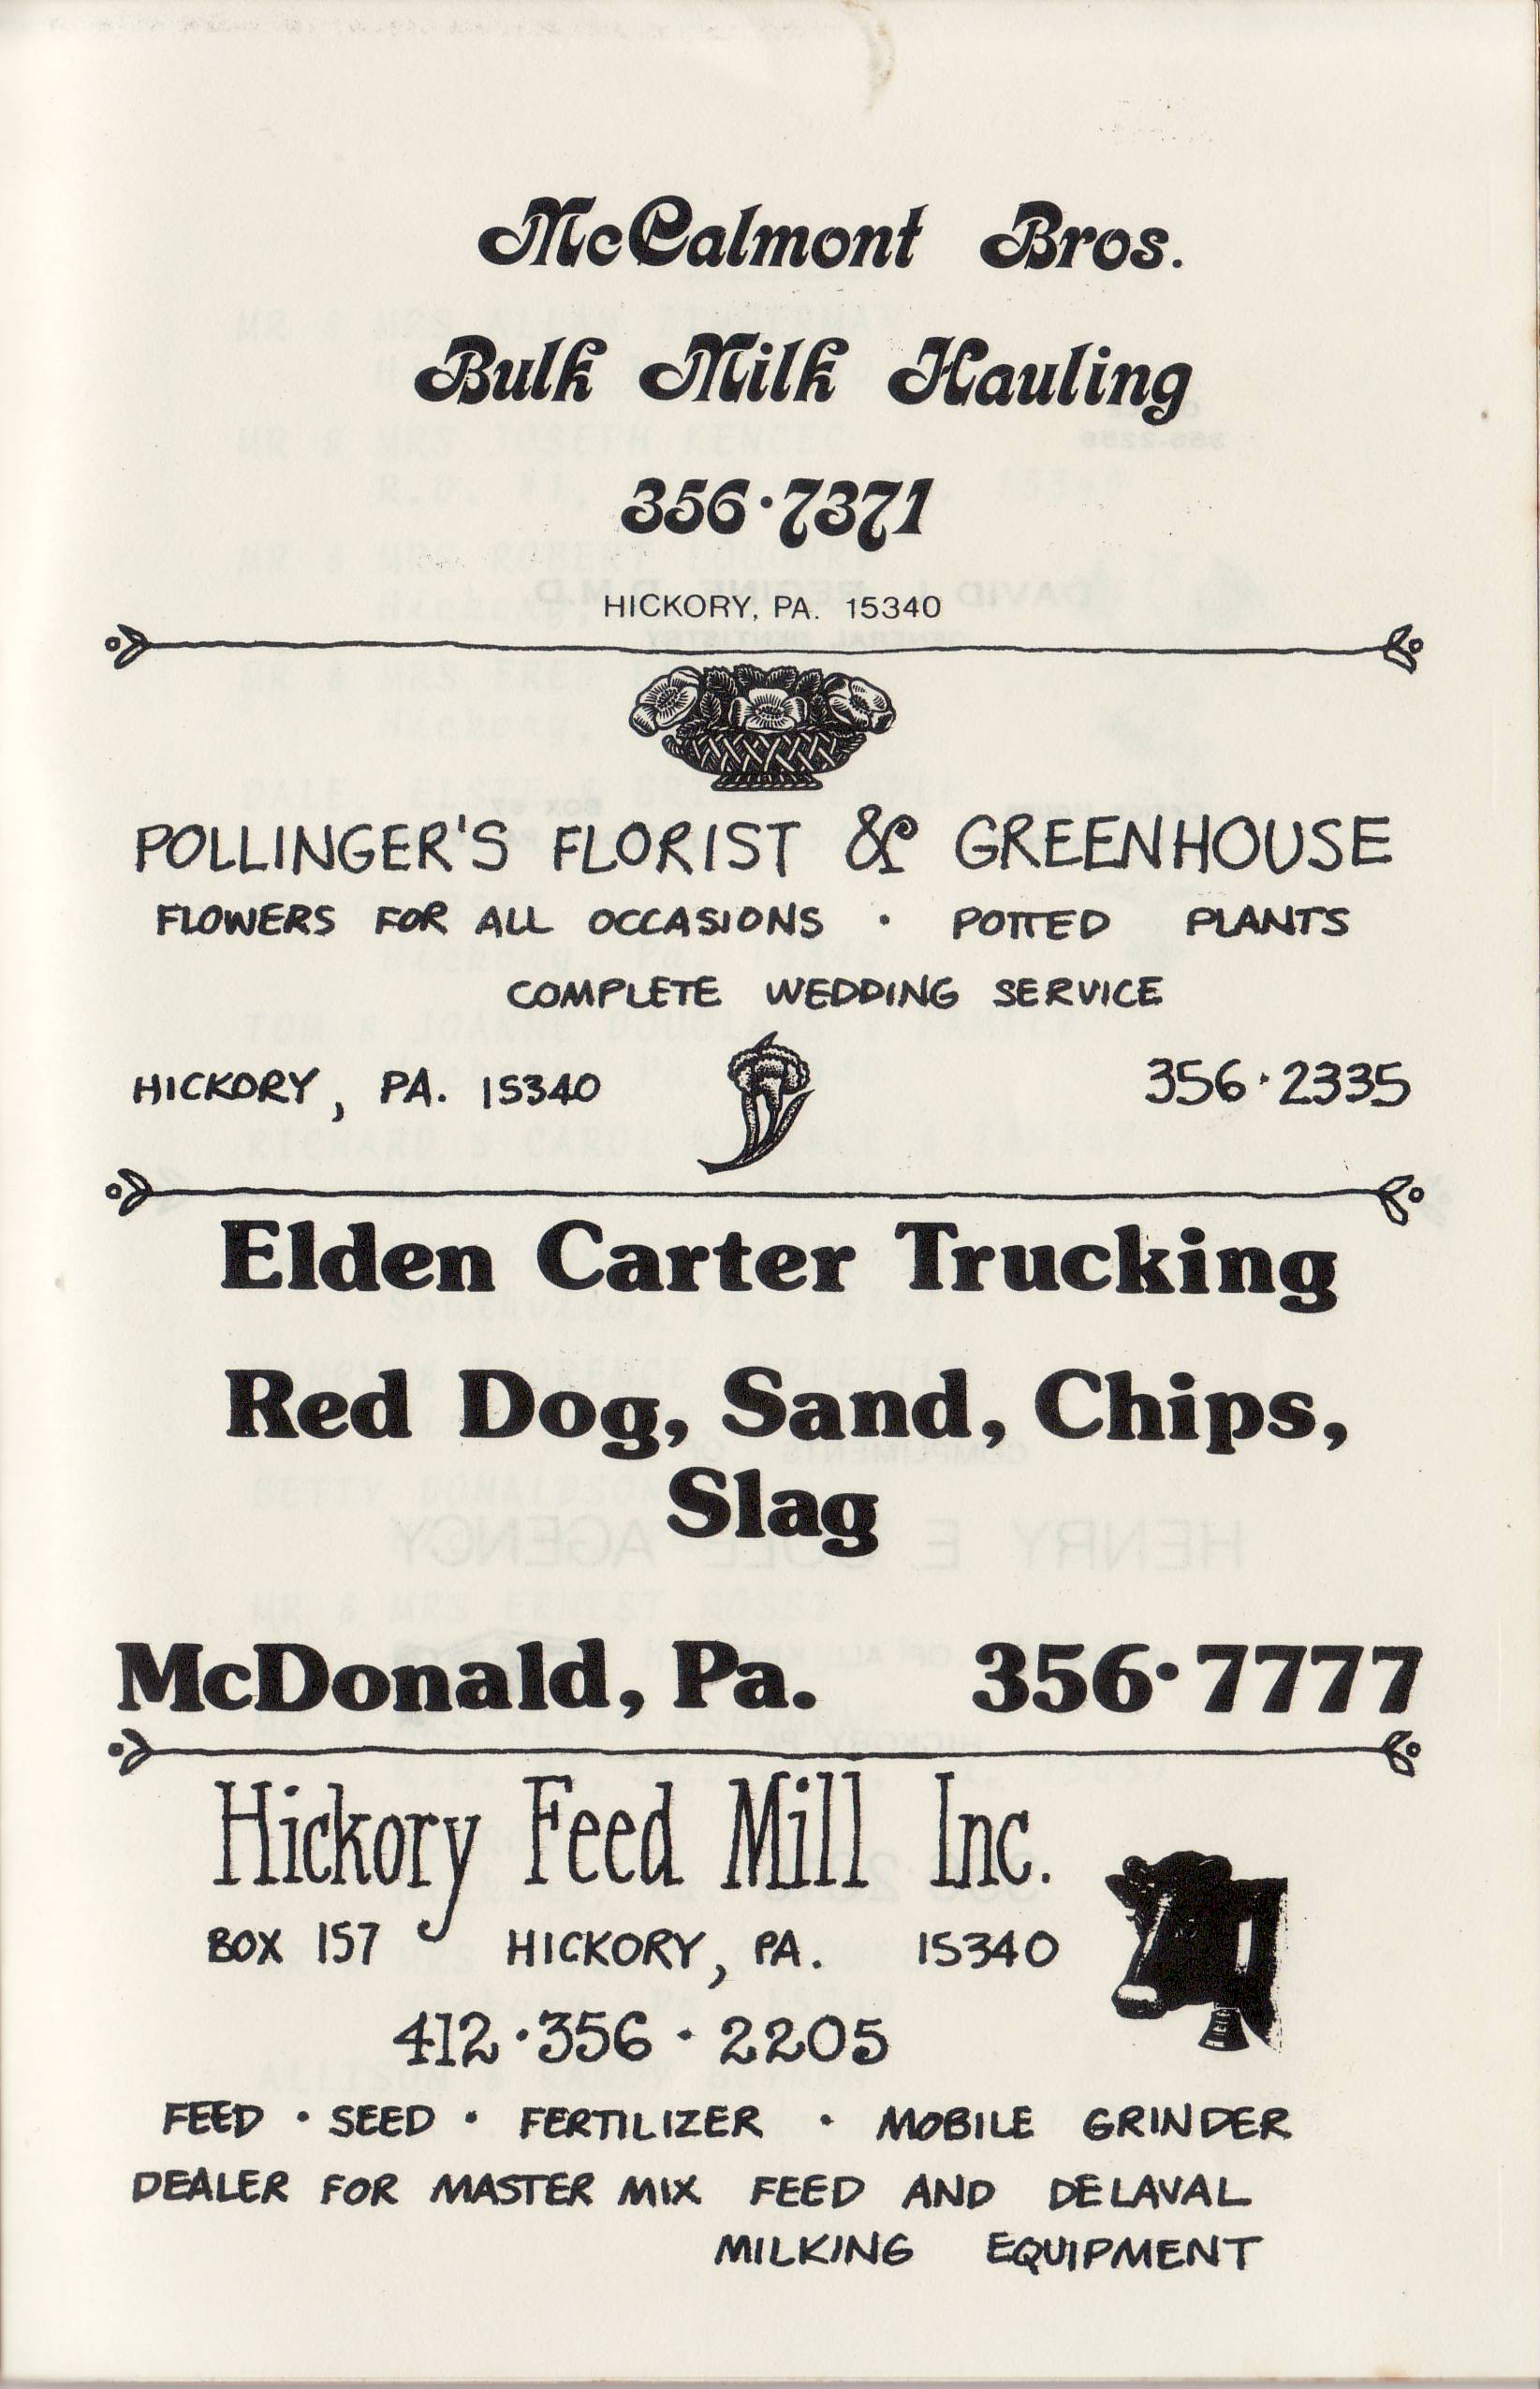 McCalmont Bros.
Bulk Milk Hauling
356·7371
HICKORY, PA. 15340
POLLINGER'S FLORIST & GREENHOUSE
FLOWERS FOR ALL OCCASIONS · POTTED PLANTS
COMPLETE WEDDING SERVICE
HICKORY, PA. 15340 356·2335
Elden Carter Trucking
Red Dog, Sand, Chips,
Slag
McDonald, Pa. 356·7777
Hickory Feed Mill Inc.
BOX 157 HICKORY, PA. 15340
412·356·2205
FEED · SEED · FERTILIZER · MOBILE GRINDER
DEALER FOR MASTER MIX FEED AND DELAVAL
MILKING EQUIPMENT